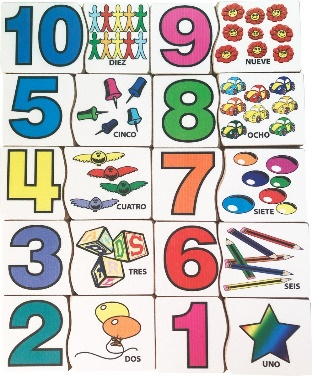 10 DIEZ 9 NUEVE
5 CINCO 8 OCHO
4 CUATRO 7 SIETE
3 TRES 6 SEIS
2 DOS 1 UNO